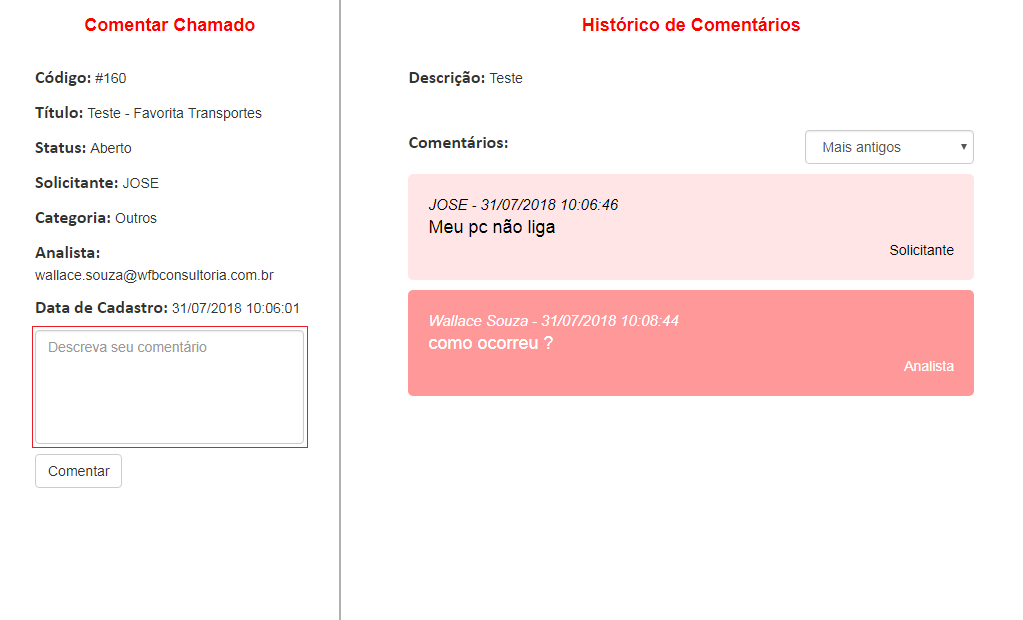 Comentar Chamado
Código: #160
Título: Teste - Favorita Transportes
Status: Aberto
Solicitante: JOSE
Categoria: Outros
Analista:
wallace.souza@wfbconsultoria.com.br
Data de Cadastro: 31/07/2018 10:06:01
Descreva seu comentário
Comentar
Histórico de Comentários
Descrição: Teste
Comentários:
Mais antigos
JOSE - 31/07/2018 10:06:46
Meu pc não liga
Solicitante
Wallace Souza - 31/07/2018 10:08:44
como ocorreu ?
Analista